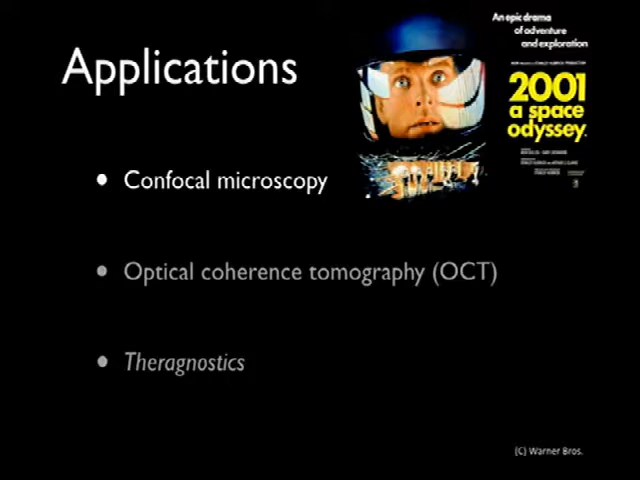 Applications
An epic drama
of adventure
and exploration
2001
a space
odyssey.
• Confocal microscopy
• Optical coherence tomography (OCT)
• Theragnostics
(C) Warner Bros.